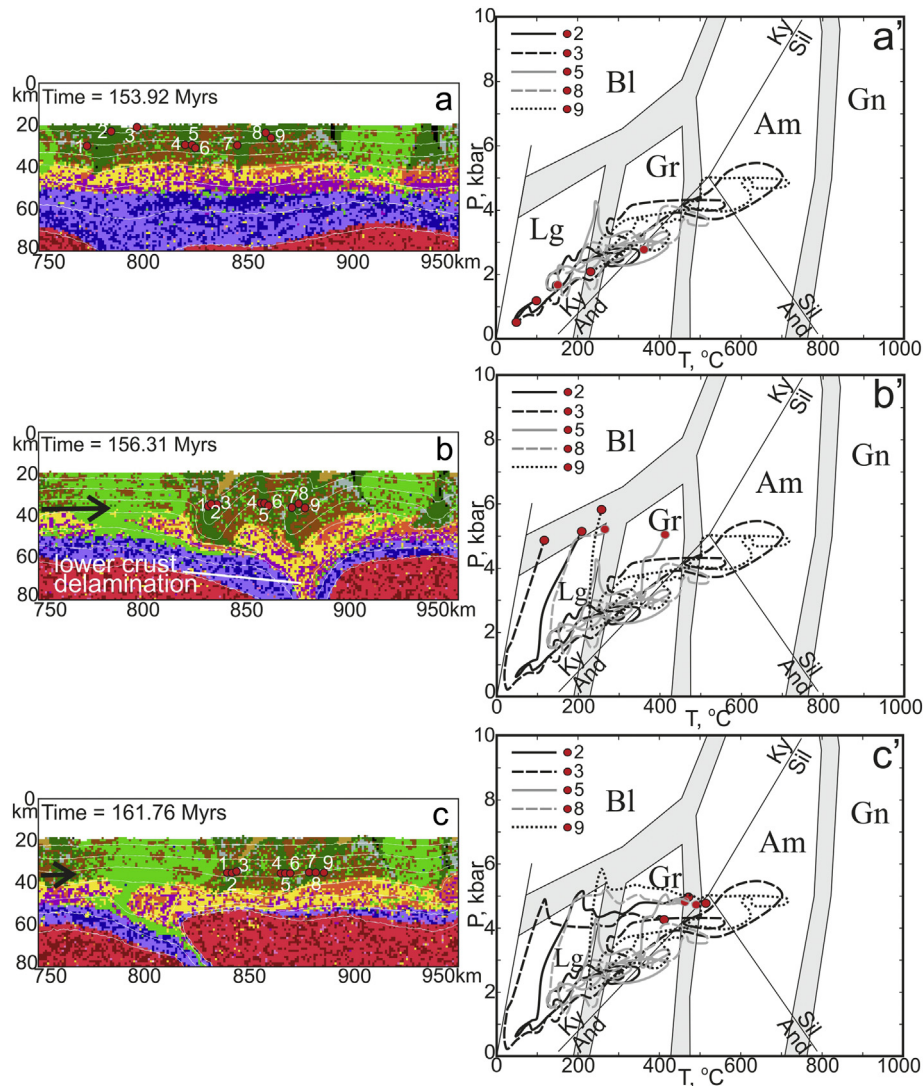 0
km
20
40
60
80
Time = 153.92 Myrs
a
1
2
3
4
5
6
7
8
9
750
800
850
900
950km
10
8
6
4
2
0
P, kbar
2
3
5
8
9
a'
Bl
Ky
Sil
Am
Gn
Gr
Lg
Ky
And
Sil
And
0
200
400
600
800
1000
T, °C
0
km
20
40
60
80
Time = 156.31 Myrs
b
1
2
3
4
5
6
7
8
9
lower crust
delamination
750
800
850
900
950km
10
8
6
4
2
0
P, kbar
2
3
5
8
9
b'
Bl
Ky
Sil
Am
Gn
Gr
Lg
Ky
And
Sil
And
0
200
400
600
800
1000
T, °C
0
km
20
40
60
80
Time = 161.76 Myrs
c
1
2
3
4
5
6
7
8
9
750
800
850
900
950km
10
8
6
4
2
0
P, kbar
2
3
5
8
9
c'
Bl
Ky
Sil
Am
Gn
Gr
Lg
Ky
And
Sil
And
0
200
400
600
800
1000
T, °C